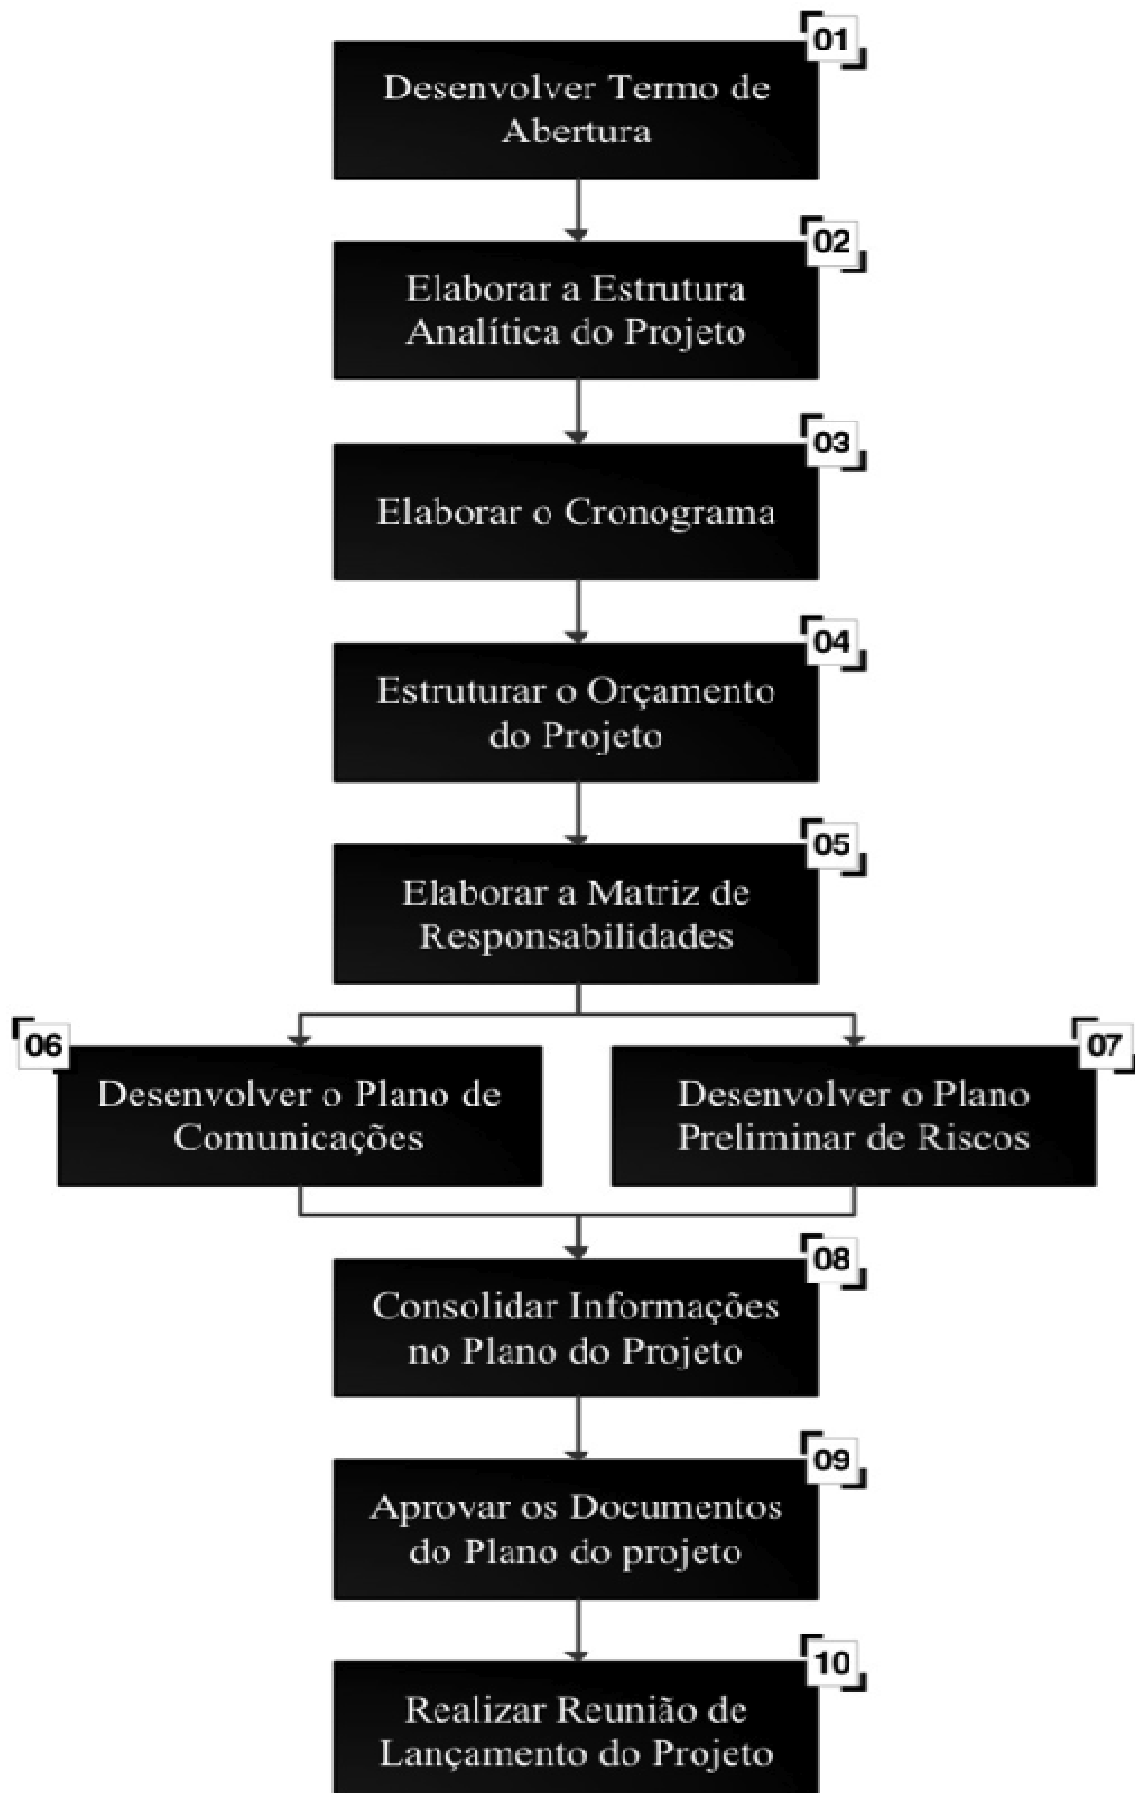 01
Desenvolver Termo de
Abertura
02
Elaborar a Estrutura
Analítica do Projeto
03
Elaborar o Cronograma
04
Estruturar o Orçamento
do Projeto
05
Elaborar a Matriz de
Responsabilidades
06
Desenvolver o Plano de
Comunicações
07
Desenvolver o Plano
Preliminar de Riscos
08
Consolidar Informações
no Plano do Projeto
09
Aprovar os Documentos
do Plano do projeto
10
Realizar Reunião de
Lançamento do Projeto